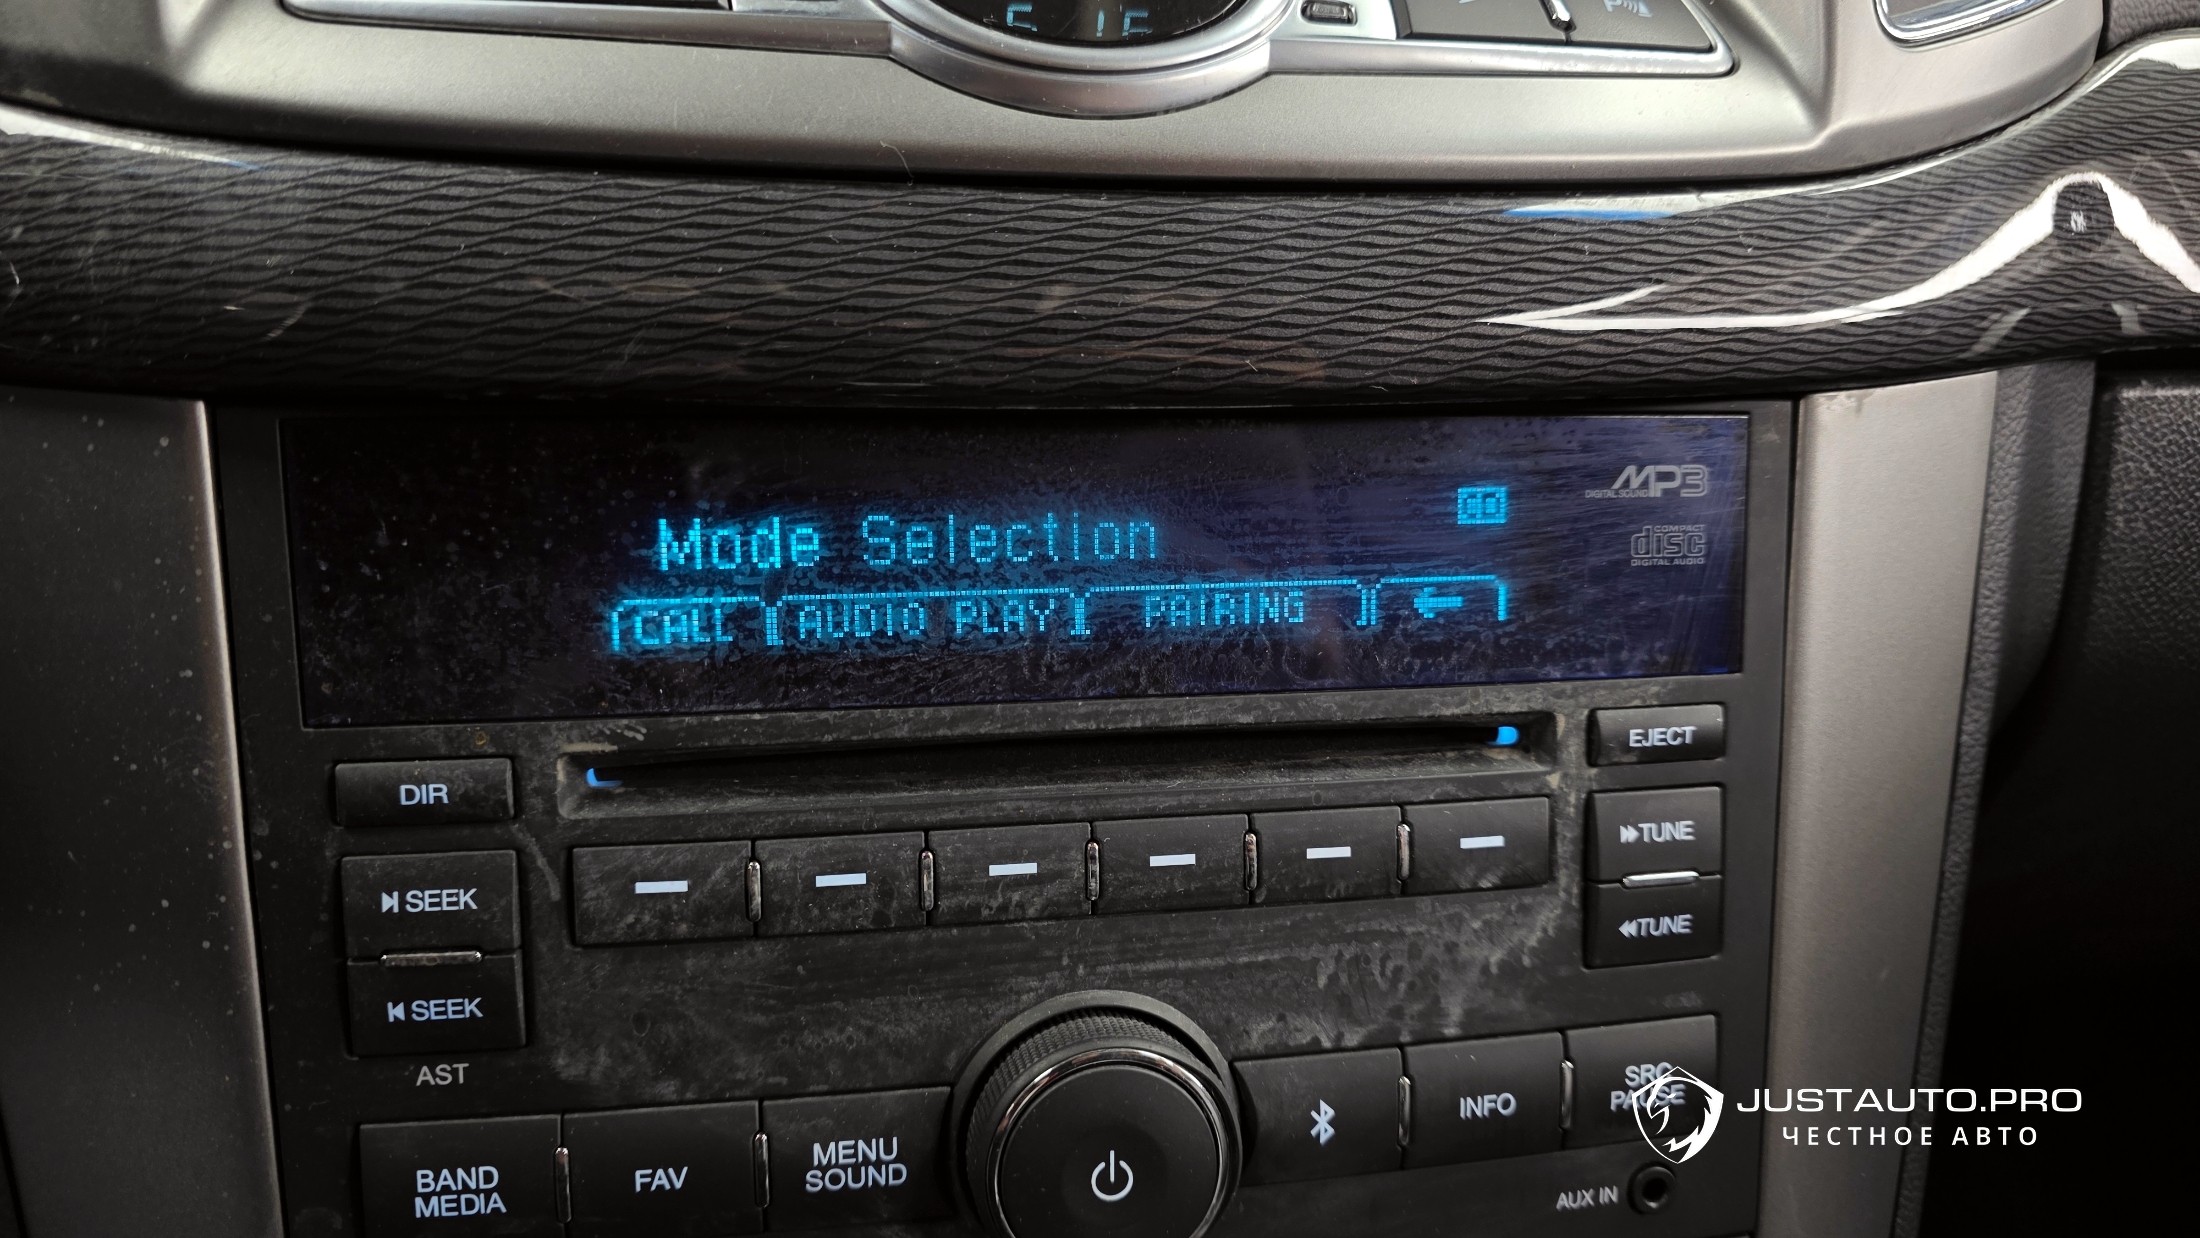 Mode Selection
CALL AUDIO PLAY PAIRING
MP3
DIGITAL SOUND
COMPACT
disc
DIGITAL AUDIO
EJECT
DIR
TUNE
SEEK
TUNE
SEEK
AST
SRC
PAUSE
INFO
MENU
SOUND
FAV
BAND
MEDIA
AUX IN
JUSTAUTO.PRO
ЧЕСТНОЕ АВТО